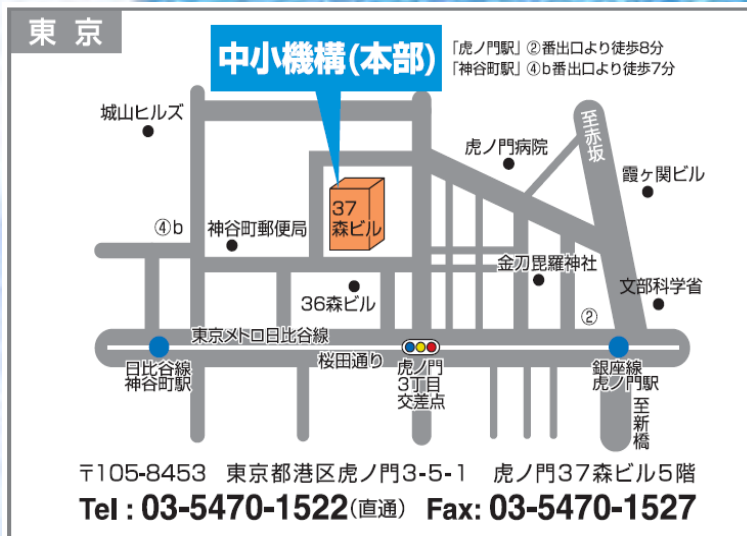 東京
中小機構(本部)
「虎ノ門駅」②番出口より徒歩8分
「神谷町駅」④b番出口より徒歩7分
城山ヒルズ
虎ノ門病院
至赤坂
霞ヶ関ビル
37
森ビル
④b
神谷町郵便局
金刀毘羅神社
36森ビル
文部科学省
②
東京メトロ日比谷線
桜田通り
日比谷線
神谷町駅
虎ノ門
3丁目
交差点
銀座線
虎ノ門駅
至新橋
〒105-8453 東京都港区虎ノ門3-5-1 虎ノ門37森ビル5階
Tel : 03-5470-1522(直通) Fax: 03-5470-1527